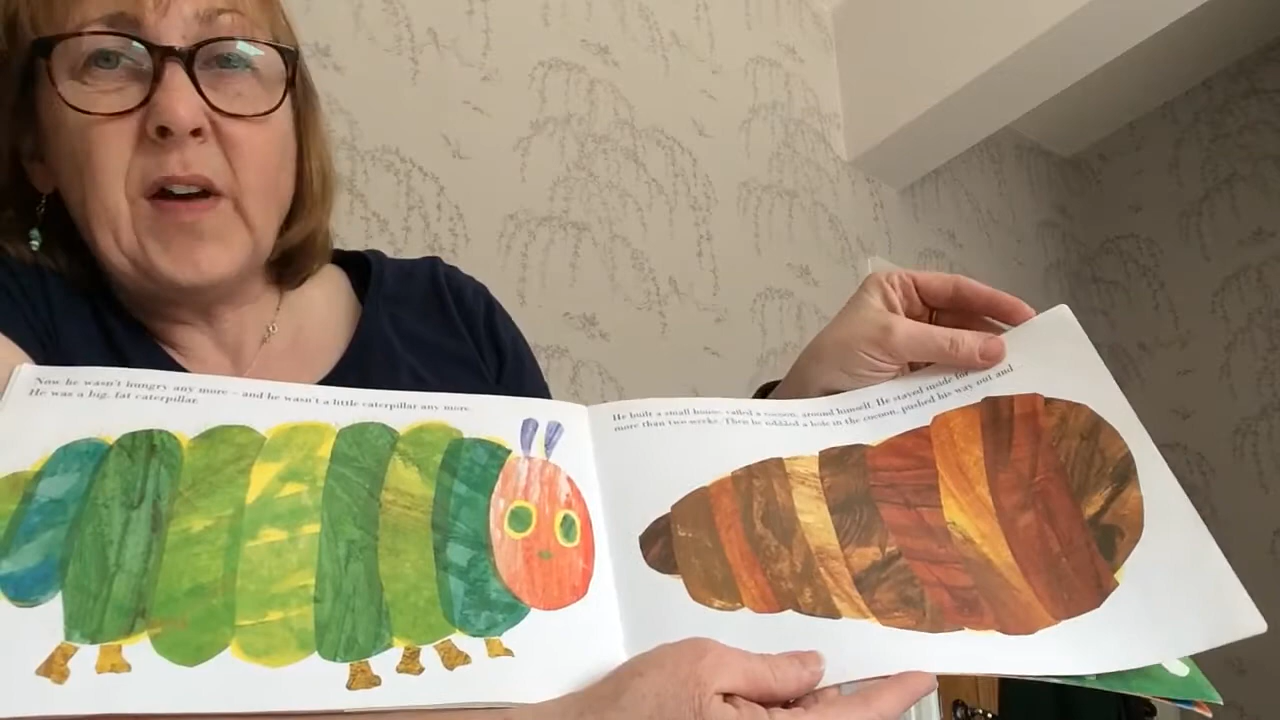 Now he wasn't hungry any more – and he wasn't a little caterpillar any more.
He was a big, fat caterpillar.
He built a small house, called a cocoon, around himself. He stayed inside for
more than two weeks. Then he nibbled a hole in the cocoon, pushed his way out and